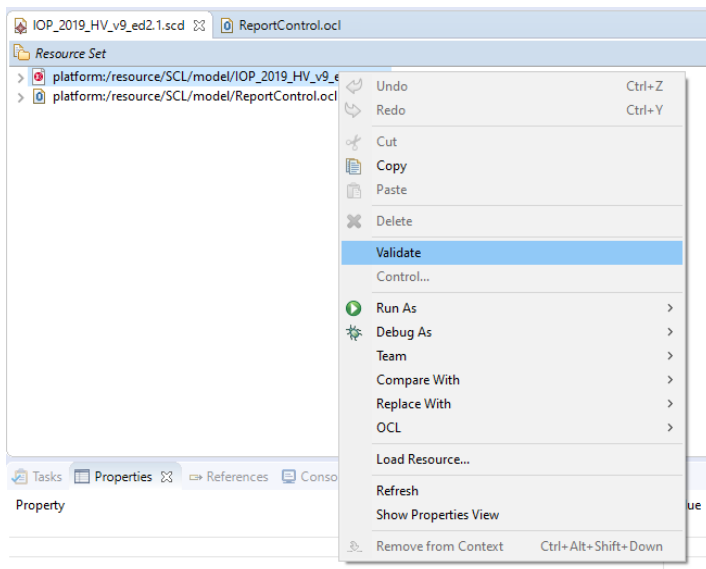 IOP_2019_HV_v9_ed2.1.scd ReportControl.ocl
Resource Set
platform:/resource/SCL/model/IOP_2019_HV_v9_e
platform:/resource/SCL/model/ReportControl.ocl
Undo Ctrl+Z
Redo Ctrl+Y
Cut
Copy
Paste
Delete
Validate
Control...
Run As
Debug As
Team
Compare With
Replace With
OCL
Load Resource...
Refresh
Show Properties View
Remove from Context Ctrl+Alt+Shift+Down
Tasks Properties References Conso
Property ue